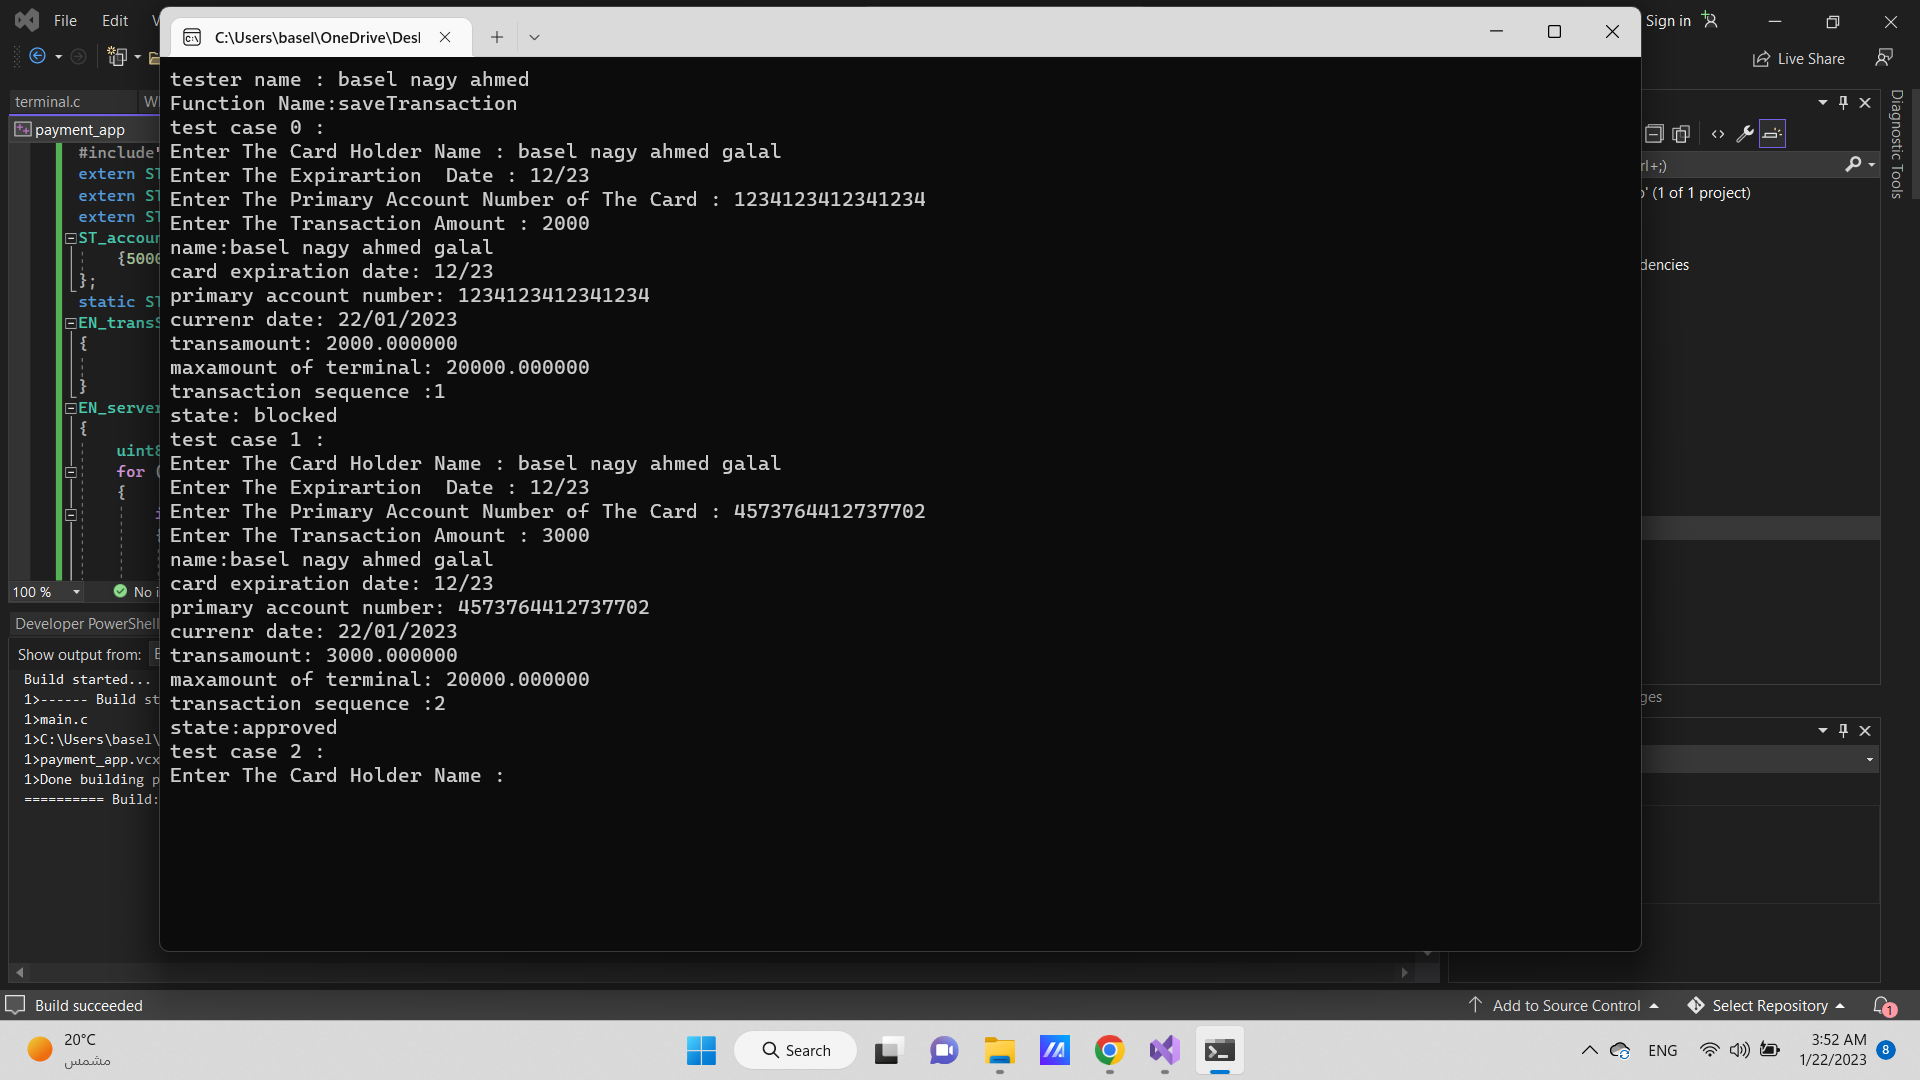 File Edit
Sign in
C:\Users\basel\OneDrive\Desl
Live Share
terminal.c
payment_app
#include"
extern ST
extern ST
extern ST
{5000
};
static ST
{
}
{
for (
{
tester name : basel nagy ahmed
Function Name:saveTransaction
test case 0 :
Enter The Card Holder Name : basel nagy ahmed galal
Enter The Expirartion  Date : 12/23
Enter The Primary Account Number of The Card : 1234123412341234
Enter The Transaction Amount : 2000
name:basel nagy ahmed galal
card expiration date: 12/23
primary account number: 1234123412341234
currenr date: 22/01/2023
transamount: 2000.000000
maxamount of terminal: 20000.000000
transaction sequence :1
state: blocked
test case 1 :
Enter The Card Holder Name : basel nagy ahmed galal
Enter The Expirartion  Date : 12/23
Enter The Primary Account Number of The Card : 4573764412737702
Enter The Transaction Amount : 3000
name:basel nagy ahmed galal
card expiration date: 12/23
primary account number: 4573764412737702
currenr date: 22/01/2023
transamount: 3000.000000
maxamount of terminal: 20000.000000
transaction sequence :2
state:approved
test case 2 :
Enter The Card Holder Name :
Diagnostic Tools
(1 of 1 project)
100 %
No i
Developer PowerShell
Show output from:
Build started...
1>------ Build st
1>main.c
1>C:\Users\basel\
1>payment_app.vcx
1>Done building p
========== Build:
Build succeeded
Add to Source Control
Select Repository
1
20°C
مشمس
Search
ENG
3:52 AM
1/22/2023
8